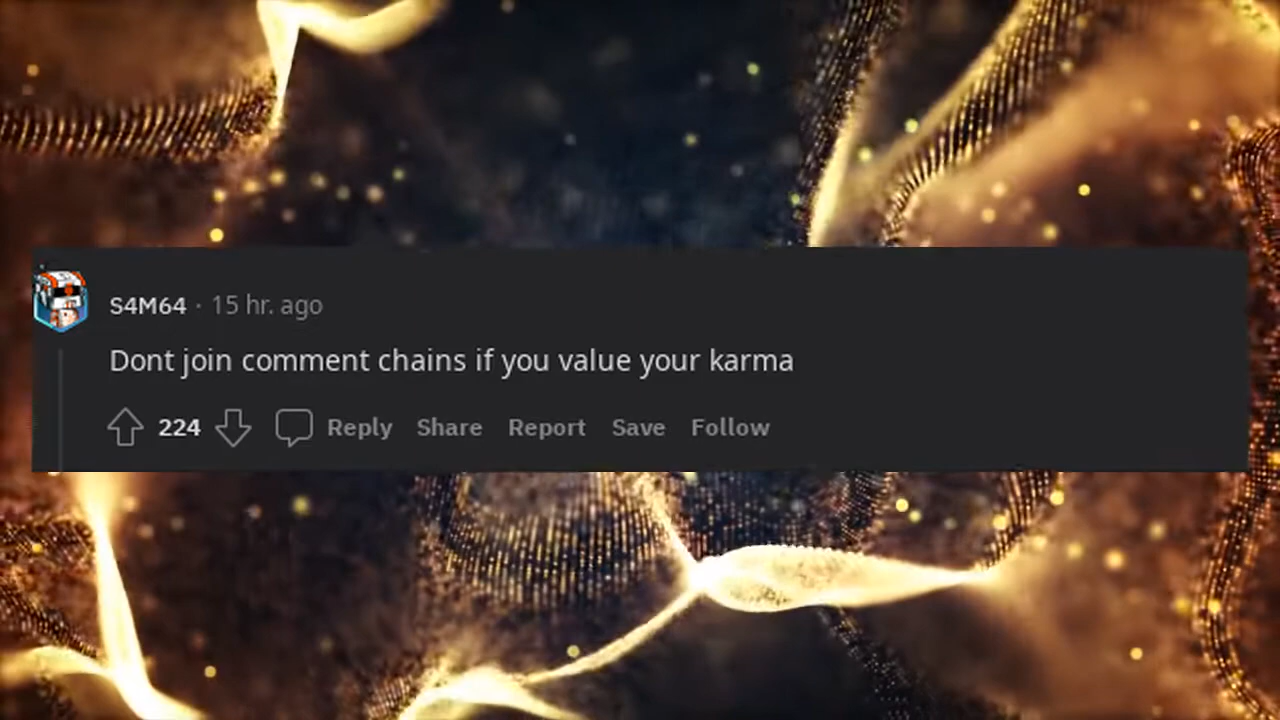 S4M64 · 15 hr. ago
Dont join comment chains if you value your karma
224 Reply Share Report Save Follow